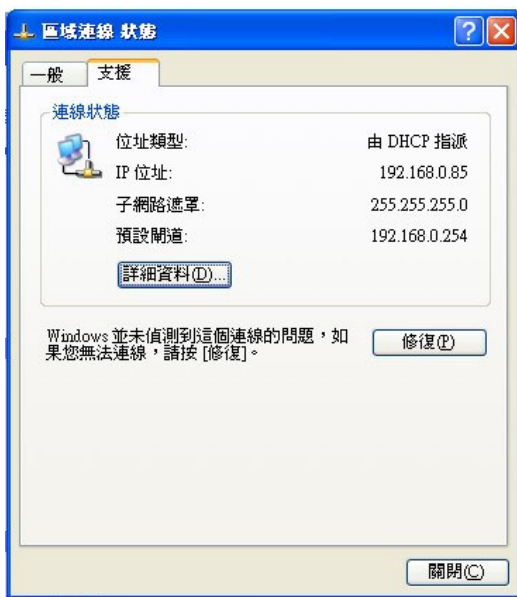 區域連線 狀態
一般 支援
連線狀態
位址類型: 由 DHCP 指派
IP 位址: 192.168.0.85
子網路遮罩: 255.255.255.0
預設閘道: 192.168.0.254
詳細資料(D)...
Windows 並未偵測到這個連線的問題，如
果您無法連線，請按 [修復]。
修復(P)
關閉(C)